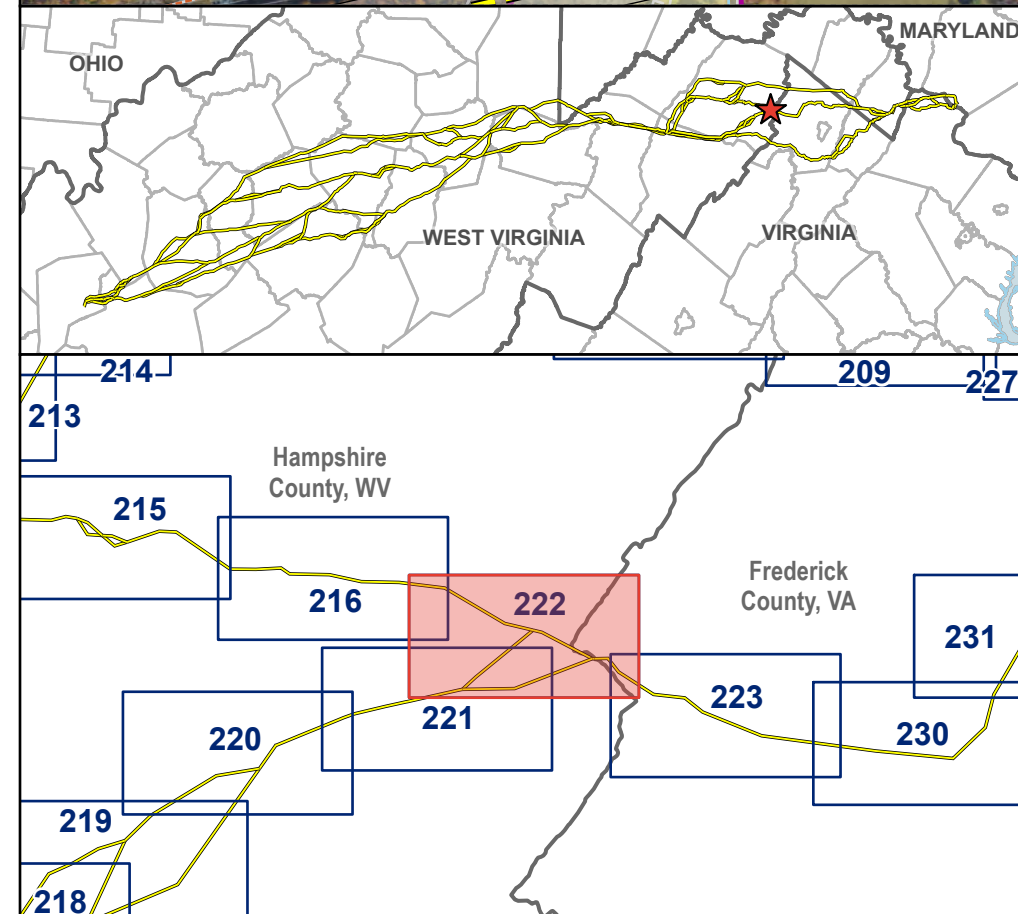 OHIO
MARYLAND
WEST VIRGINIA
VIRGINIA
214
209
227
213
Hampshire
County, WV
215
Frederick
County, VA
216
222
231
223
221
220
230
219
218